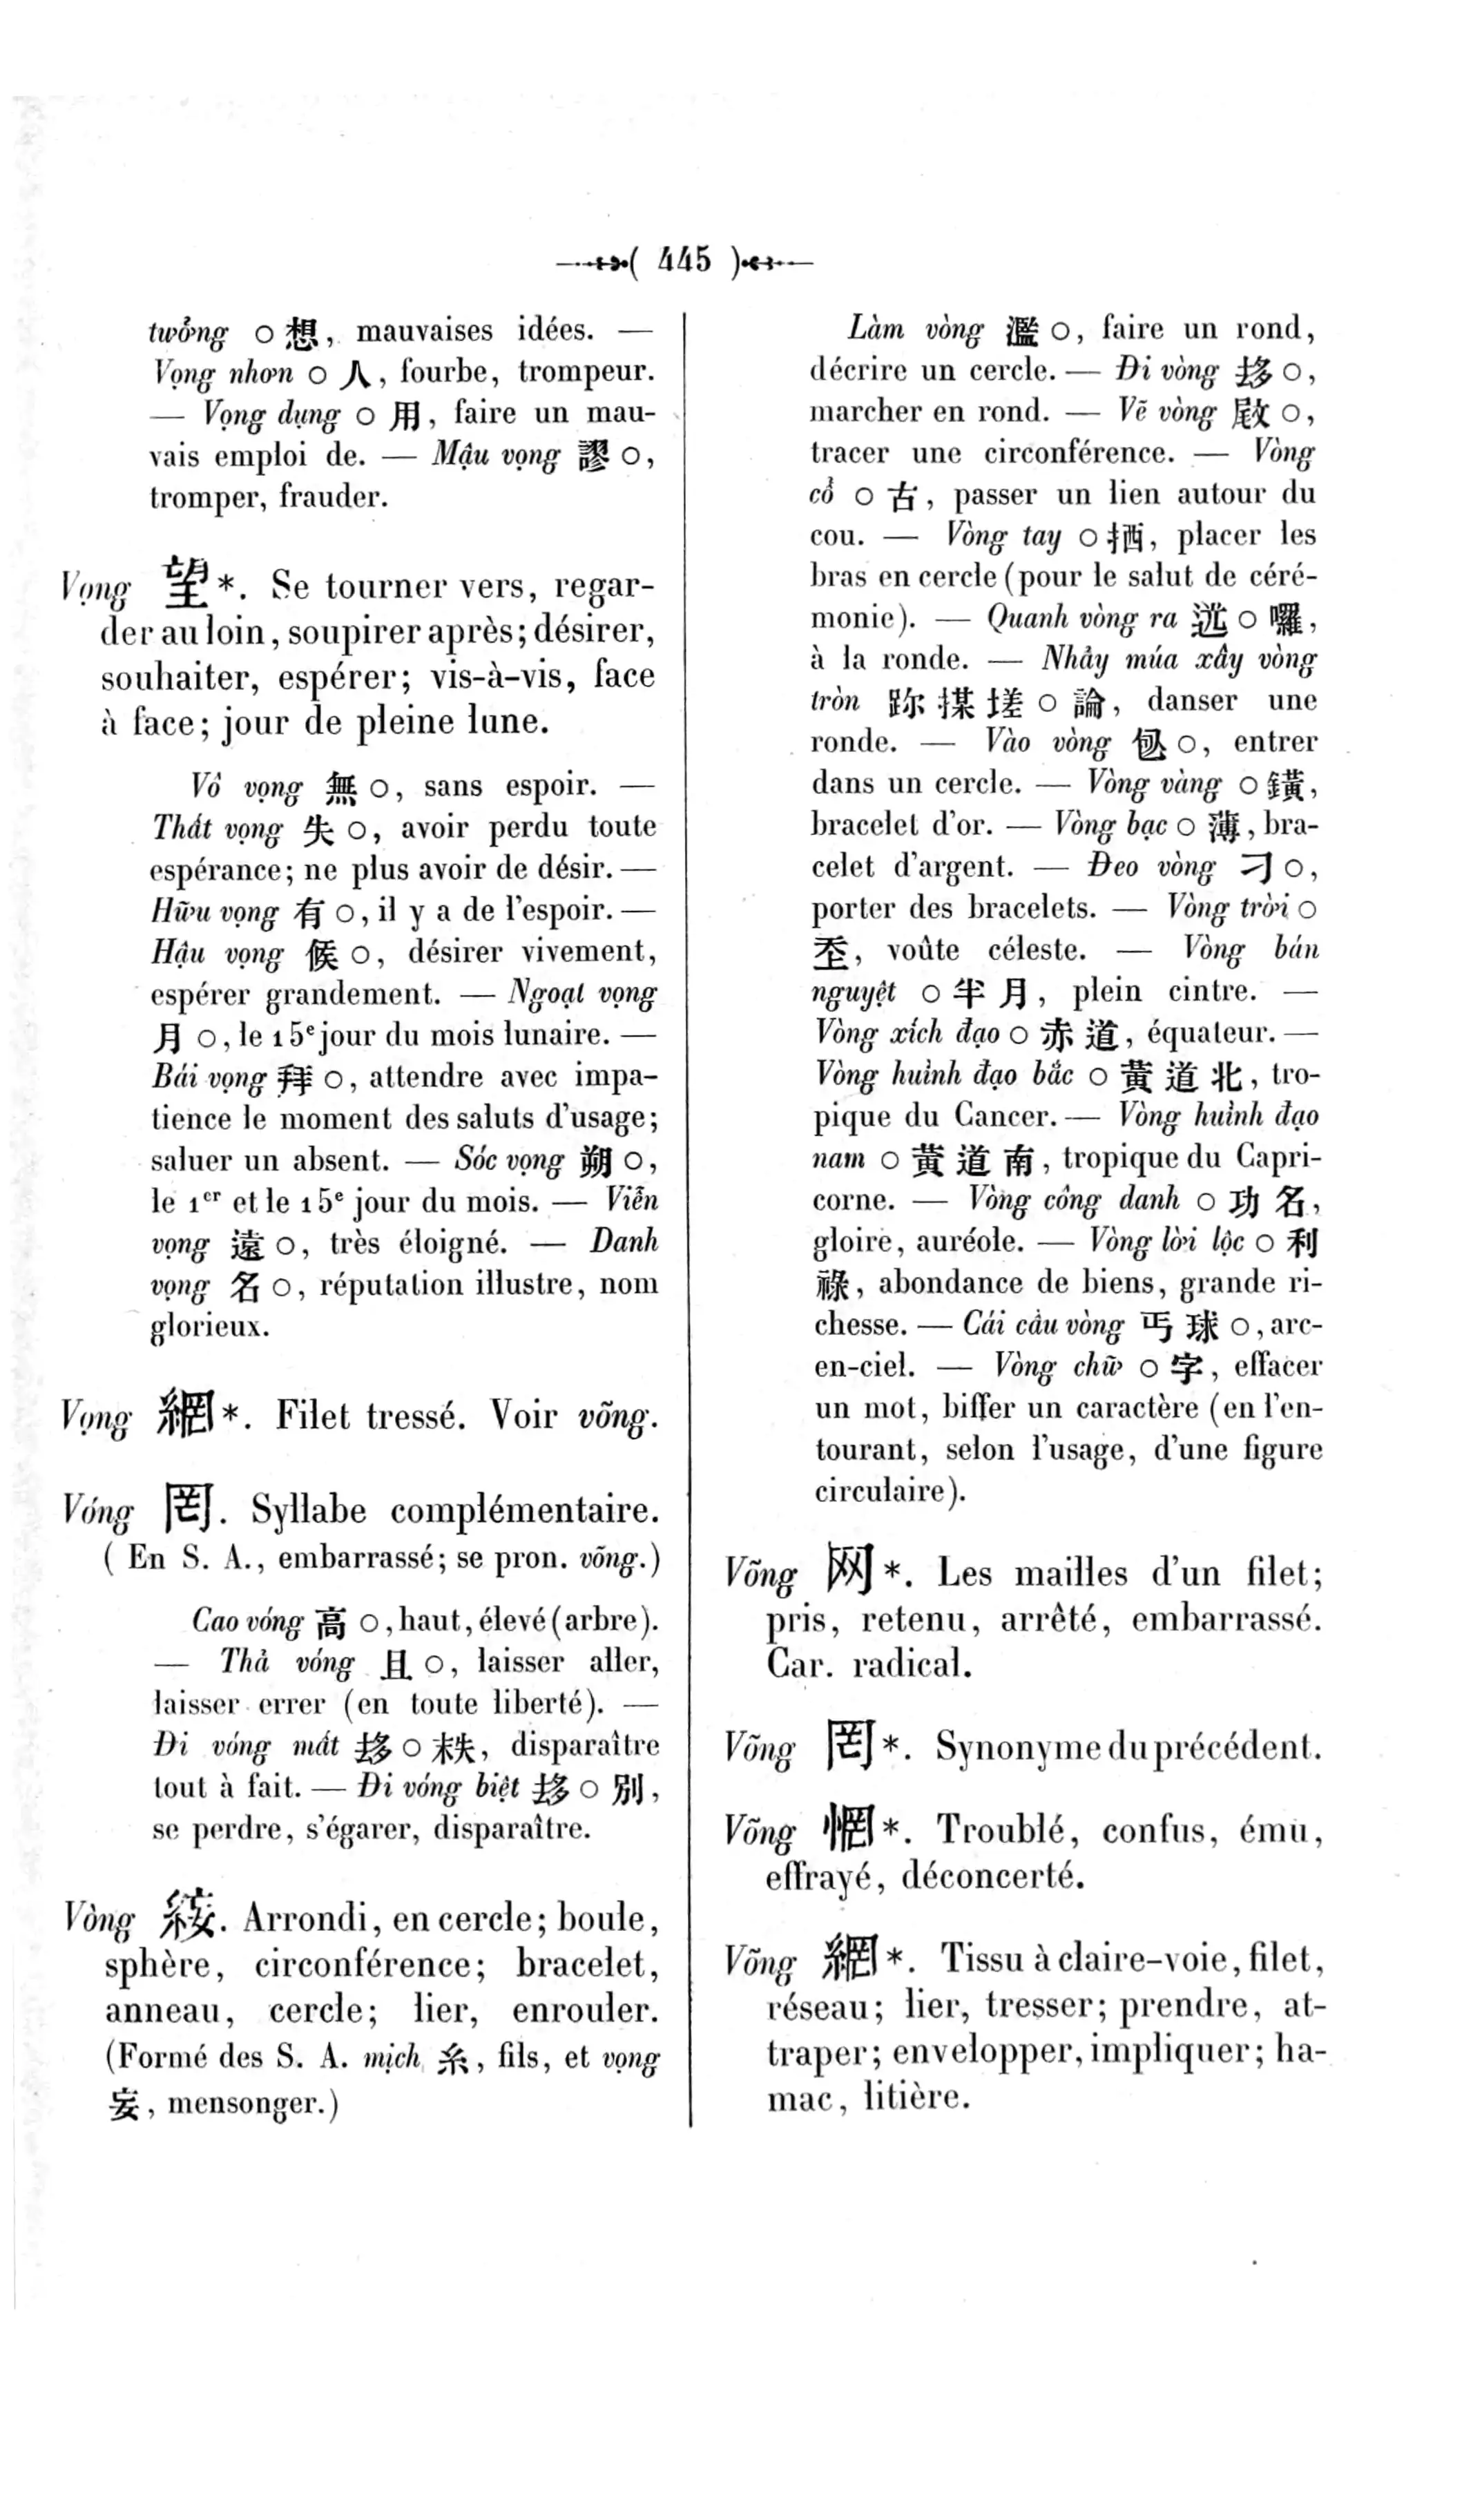 ( 445 )
tưởng ○ 想, mauvaises idées. —
Vọng nhơn ○ 人, fourbe, trompeur.
— Vọng dụng ○ 用, faire un mau-
vais emploi de. — Mậu vọng 謬 ○,
tromper, frauder.
Vọng 望 *. Se tourner vers, regar-
der au loin, soupirer après; désirer,
souhaiter, espérer; vis-à-vis, face
à face; jour de pleine lune.
Vô vọng 無 ○, sans espoir. —
Thất vọng 失 ○, avoir perdu toute
espérance; ne plus avoir de désir. —
Hữu vọng 有 ○, il y a de l'espoir. —
Hậu vọng 候 ○, désirer vivement,
espérer grandement. — Ngoạt vọng
月 ○, le 15e jour du mois lunaire. —
Bái vọng 拜 ○, attendre avec impa-
tience le moment des saluts d'usage;
saluer un absent. — Sóc vọng 朔 ○,
le 1er et le 15e jour du mois. — Viễn
vọng 遠 ○, très éloigné. — Danh
vọng 名 ○, réputation illustre, nom
glorieux.
Vọng 網 *. Filet tressé. Voir võng.
Vóng 罔. Syllabe complémentaire.
(En S. A., embarrassé; se pron. võng.)
Cao vóng 高 ○, haut, élevé (arbre).
— Thả vóng 且 ○, laisser aller,
laisser errer (en toute liberté). —
Đi vóng mất 𠫾 ○ 秩, disparaître
tout à fait. — Đi vóng biệt 𠫾 ○ 別,
se perdre, s'égarer, disparaître.
Vòng. Arrondi, en cercle; boule,
sphère, circonférence; bracelet,
anneau, cercle; lier, enrouler.
(Formé des S. A. mịch 糸, fils, et vọng
妄, mensonger.)
Làm vòng 濫 ○, faire un rond,
décrire un cercle. — Đi vòng 𠫾 ○,
marcher en rond. — Vẽ vòng ○,
tracer une circonférence. — Vòng
cổ ○ 古, passer un lien autour du
cou. — Vòng tay ○ 拪, placer les
bras en cercle (pour le salut de céré-
monie). — Quanh vòng ra ○ 囉,
à la ronde. — Nhảy múa xây vòng
tròn ○ 論, danser une
ronde. — Vào vòng ○, entrer
dans un cercle. — Vòng vàng ○ 鐄,
bracelet d'or. — Vòng bạc ○ 薄, bra-
celet d'argent. — Đeo vòng 刁 ○,
porter des bracelets. — Vòng trời ○
𡗶, voûte céleste. — Vòng bán
nguyệt ○ 半 月, plein cintre. —
Vòng xích đạo ○ 赤 道, équateur. —
Vòng huình đạo bắc ○ 黃 道 北, tro-
pique du Cancer. — Vòng huình đạo
nam ○ 黃 道 南, tropique du Capri-
corne. — Vòng công danh ○ 功 名,
gloire, auréole. — Vòng lời lộc ○ 利
祿, abondance de biens, grande ri-
chesse. — Cái cầu vòng 丐 球 ○, arc-
en-ciel. — Vòng chữ ○ 字, effacer
un mot, biffer un caractère (en l'en-
tourant, selon l'usage, d'une figure
circulaire).
Võng 网 *. Les mailles d'un filet;
pris, retenu, arrêté, embarrassé.
Car. radical.
Võng 罔 *. Synonyme du précédent.
Võng 惘 *. Troublé, confus, ému,
effrayé, déconcerté.
Võng 網 *. Tissu à claire-voie, filet,
réseau; lier, tresser; prendre, at-
traper; envelopper, impliquer; ha-
mac, litière.